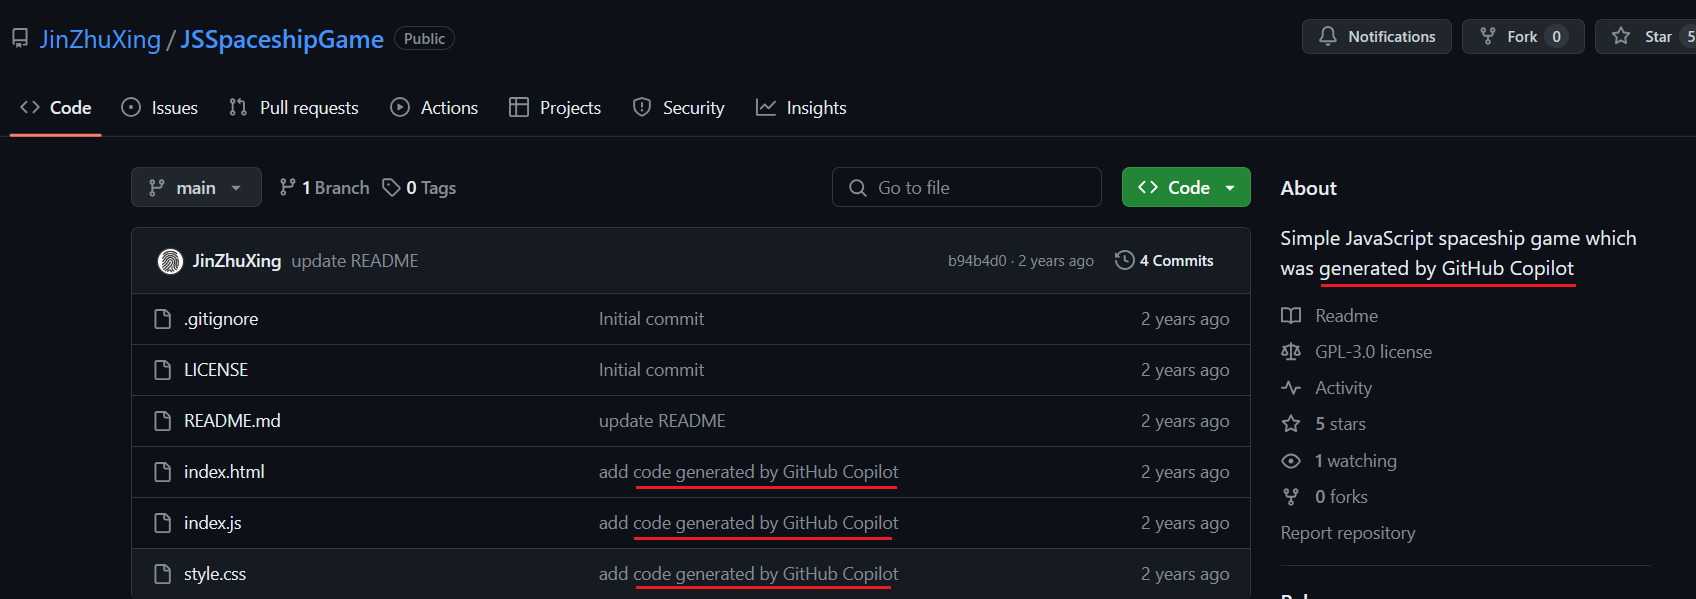 JinZhuXing / JSSpaceshipGame Public
Notifications Fork 0 Star 5
Code Issues Pull requests Actions Projects Security Insights
main 1 Branch 0 Tags Go to file Code
JinZhuXing update README b94b4d0 · 2 years ago 4 Commits
.gitignore Initial commit 2 years ago
LICENSE Initial commit 2 years ago
README.md update README 2 years ago
index.html add code generated by GitHub Copilot 2 years ago
index.js add code generated by GitHub Copilot 2 years ago
style.css add code generated by GitHub Copilot 2 years ago
About
Simple JavaScript spaceship game which
was generated by GitHub Copilot
Readme
GPL-3.0 license
Activity
5 stars
1 watching
0 forks
Report repository